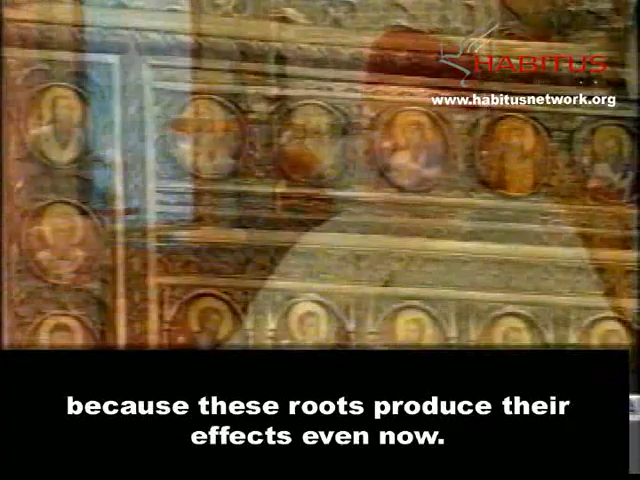 HABITUS
www.habitusnetwork.org
because these roots produce their
effects even now.